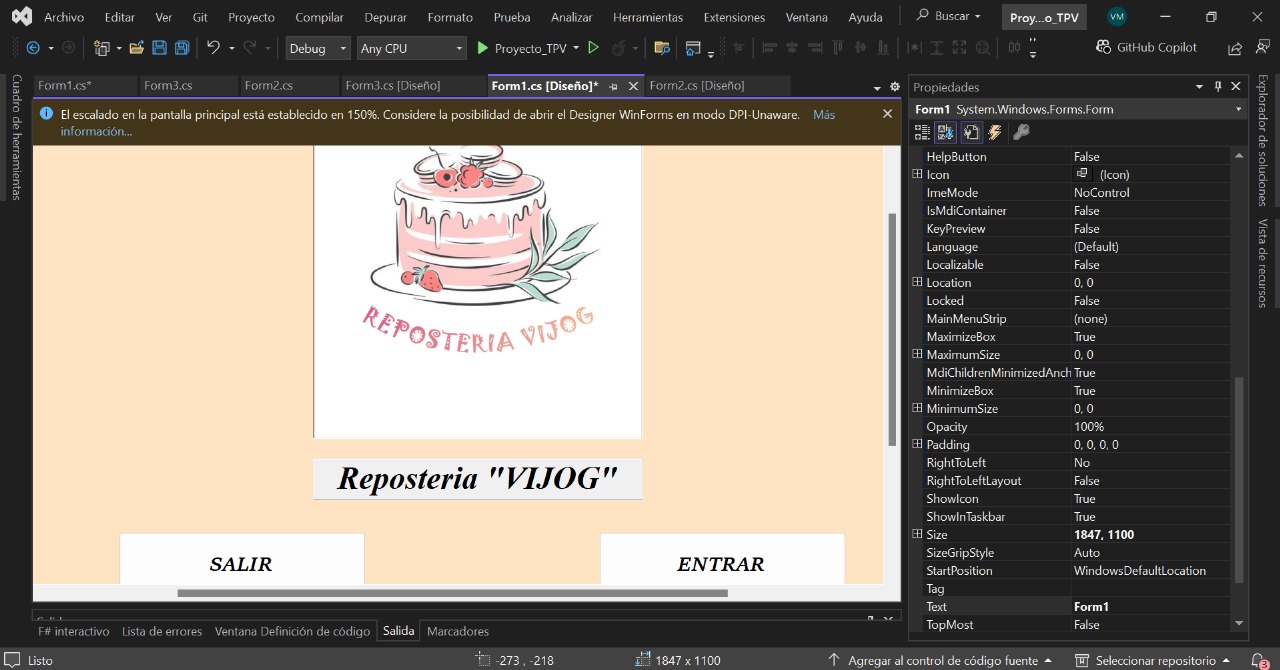 Archivo Editar Ver Git Proyecto Compilar Depurar Formato Prueba Analizar Herramientas Extensiones Ventana Ayuda Buscar Proy...o_TPV VM
Debug Any CPU Proyecto_TPV GitHub Copilot
Cuadro de herramientas
Form1.cs* Form3.cs Form2.cs Form3.cs [Diseño] Form1.cs [Diseño]* Form2.cs [Diseño]
El escalado en la pantalla principal está establecido en 150%. Considere la posibilidad de abrir el Designer WinForms en modo DPI-Unaware. Más
información...
REPOSTERIA VIJOG
Reposteria "VIJOG"
SALIR ENTRAR
Propiedades
Form1 System.Windows.Forms.Form
HelpButton False
Icon (Icon)
ImeMode NoControl
IsMdiContainer False
KeyPreview False
Language (Default)
Localizable False
Location 0, 0
Locked False
MainMenuStrip (none)
MaximizeBox True
MaximumSize 0, 0
MdiChildrenMinimizedAnch True
MinimizeBox True
MinimumSize 0, 0
Opacity 100%
Padding 0, 0, 0, 0
RightToLeft No
RightToLeftLayout False
ShowIcon True
ShowInTaskbar True
Size 1847, 1100
SizeGripStyle Auto
StartPosition WindowsDefaultLocation
Tag
Text Form1
TopMost False
Explorador de soluciones
Vista de recursos
F# interactivo Lista de errores Ventana Definición de código Salida Marcadores
Listo -273 , -218 1847 x 1100 Agregar al control de código fuente Seleccionar repositorio 3